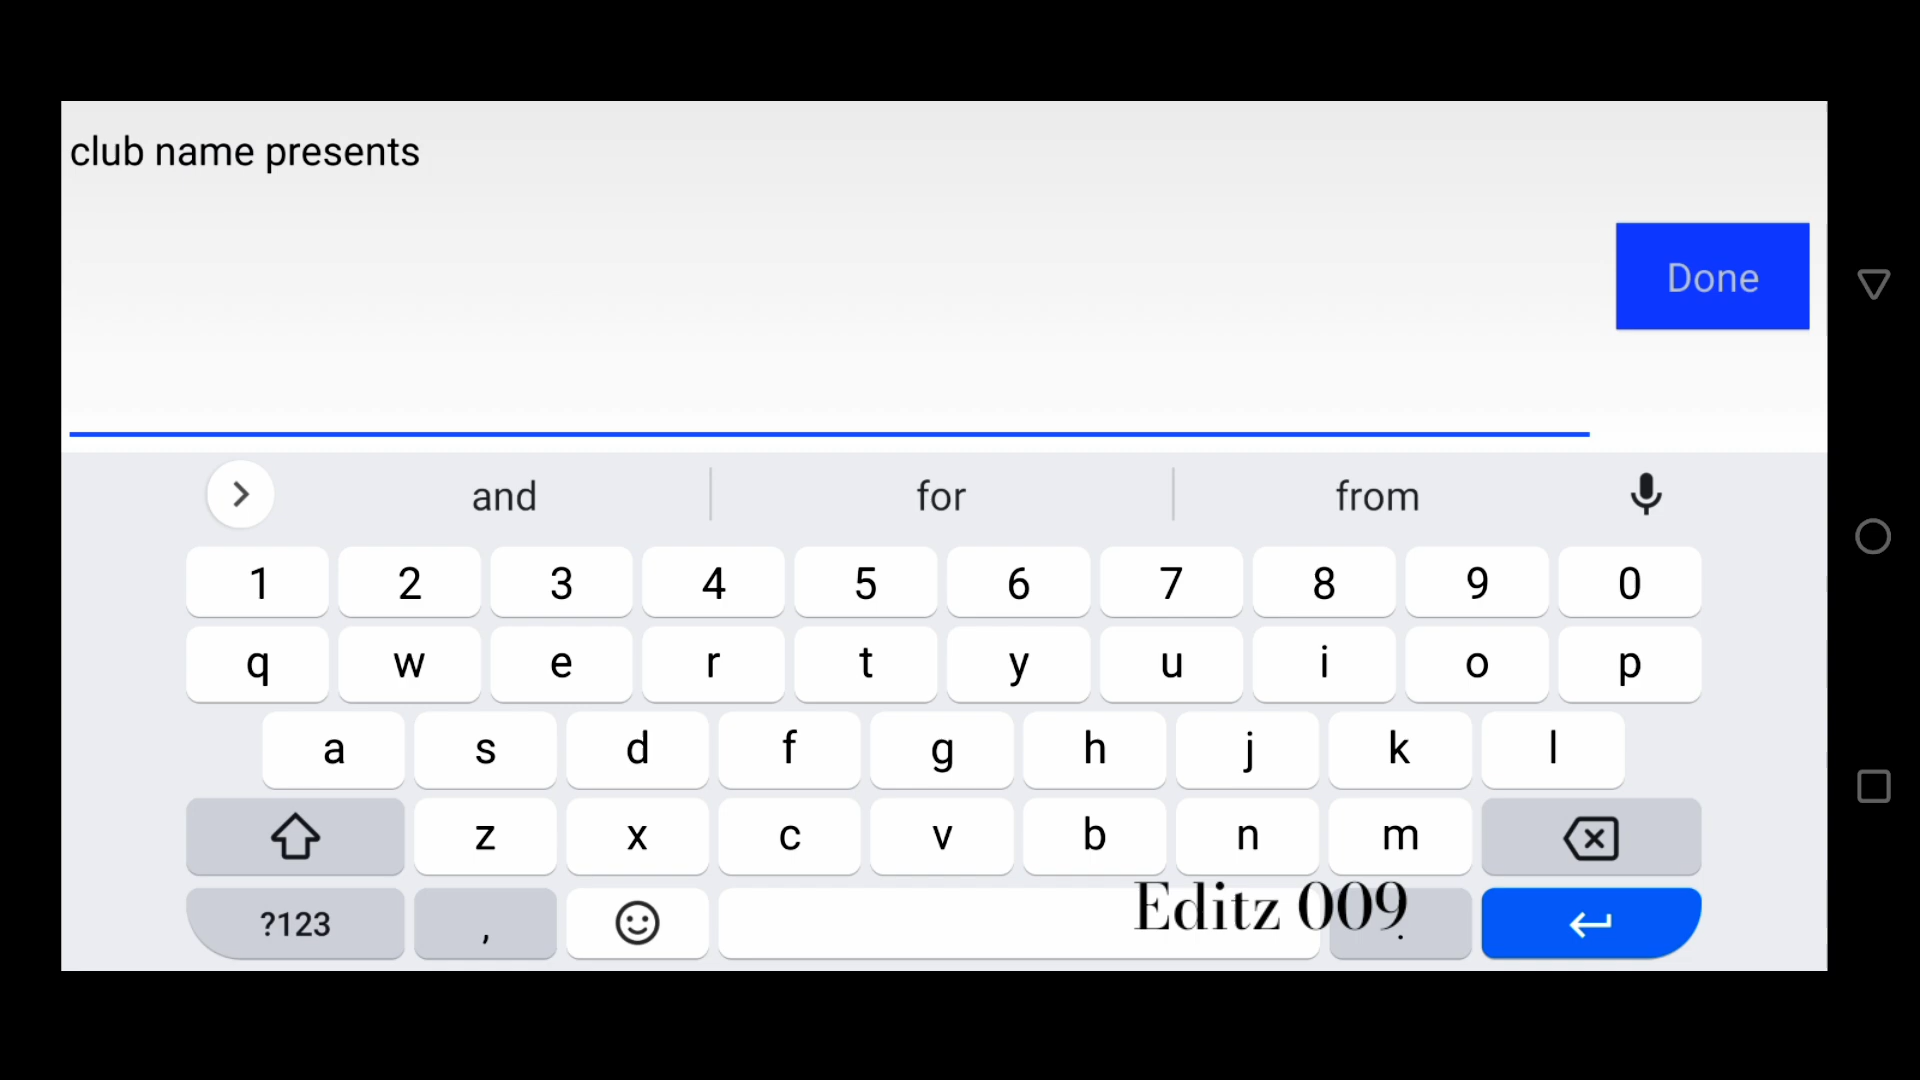 club name presents
Done
and for from
1 2 3 4 5 6 7 8 9 0
q w e r t y u i o p
a s d f g h j k l
z x c v b n m
?123 , .
Editz 009